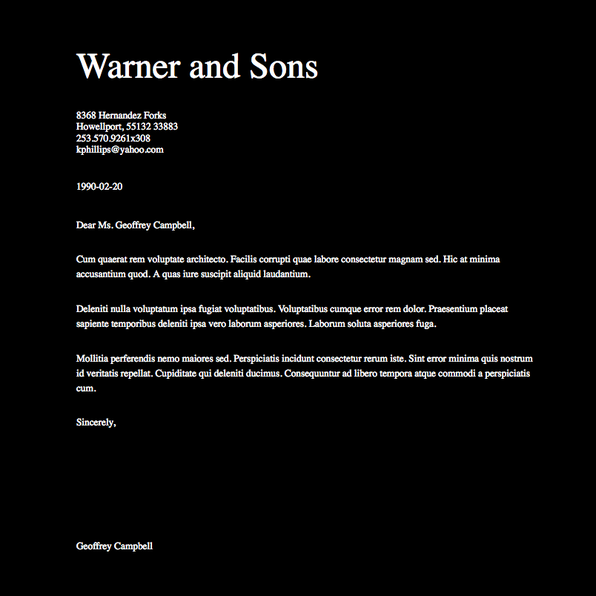 Warner and Sons
8368 Hernandez Forks
Howellport, 55132 33883
253.570.9261x308
kphillips@yahoo.com
1990-02-20
Dear Ms. Geoffrey Campbell,
Cum quaerat rem voluptate architecto. Facilis corrupti quae labore consectetur magnam sed. Hic at minima
accusantium quod. A quas iure suscipit aliquid laudantium.
Deleniti nulla voluptatum ipsa fugiat voluptatibus. Voluptatibus cumque error rem dolor. Praesentium placeat
sapiente temporibus deleniti ipsa vero laborum asperiores. Laborum soluta asperiores fuga.
Mollitia perferendis nemo maiores sed. Perspiciatis incidunt consectetur rerum iste. Sint error minima quis nostrum
id veritatis repellat. Cupiditate qui deleniti ducimus. Consequuntur ad libero tempora atque commodi a perspiciatis
cum.
Sincerely,
Geoffrey Campbell